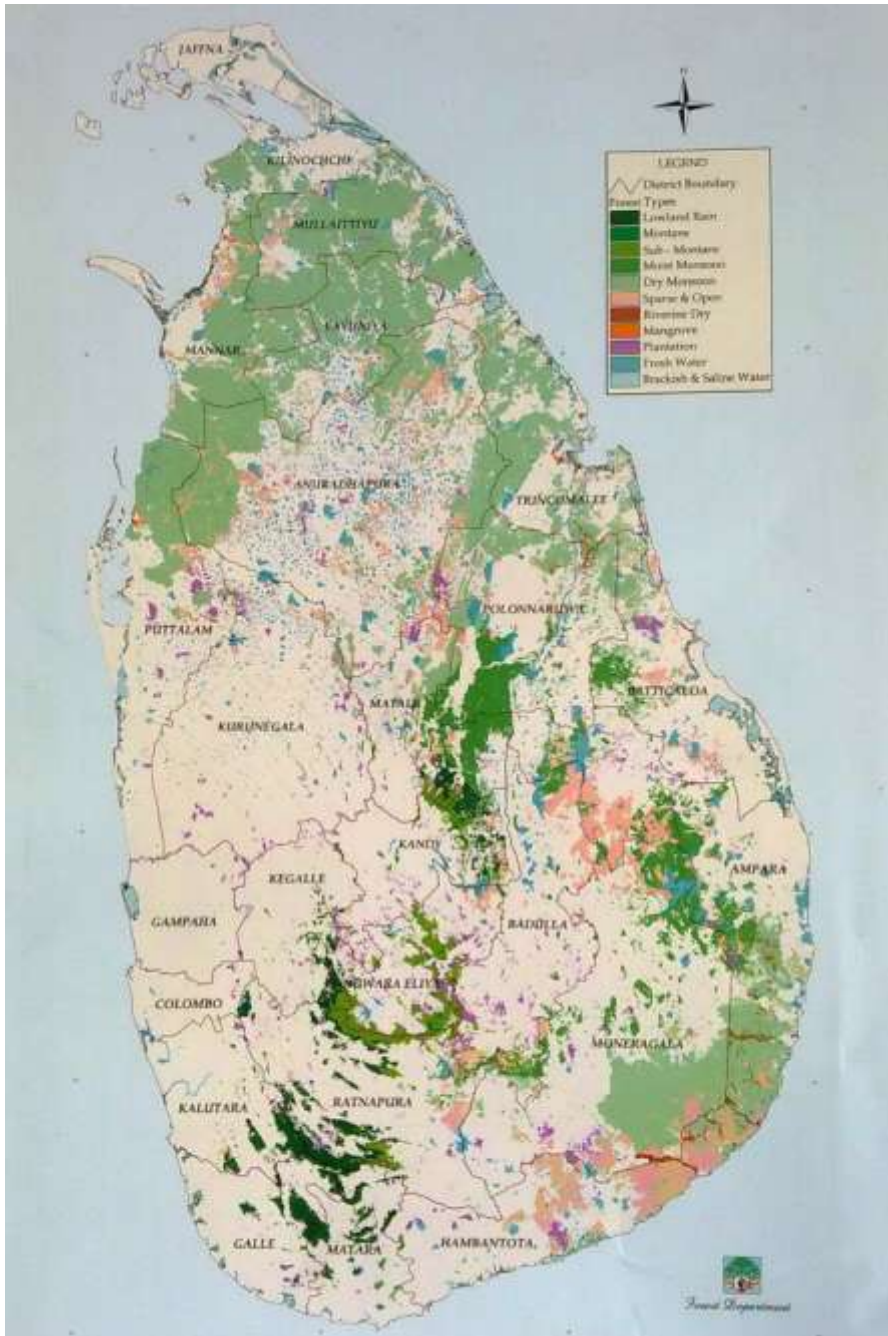 JAFFNA
N
KILINOCHCHI
LEGEND
District Boundary
Forest Types
Lowland Rain
Montane
Sub - Montane
Moist Monsoon
Dry Monsoon
Sparse & Open
Riverine Dry
Mangrove
Plantation
Fresh Water
Brackish & Saline Water
MULLAITTIVU
VAVUNIYA
MANNAR
ANURADHAPURA
TRINCOMALEE
POLONNARUWA
PUTTALAM
BATTICALOA
MATALE
KURUNEGALA
KANDY
AMPARA
KEGALLE
GAMPAHA
BADULLA
NUWARA ELIYA
COLOMBO
MONERAGALA
KALUTARA
RATNAPURA
GALLE
MATARA
HAMBANTOTA
Forest Department